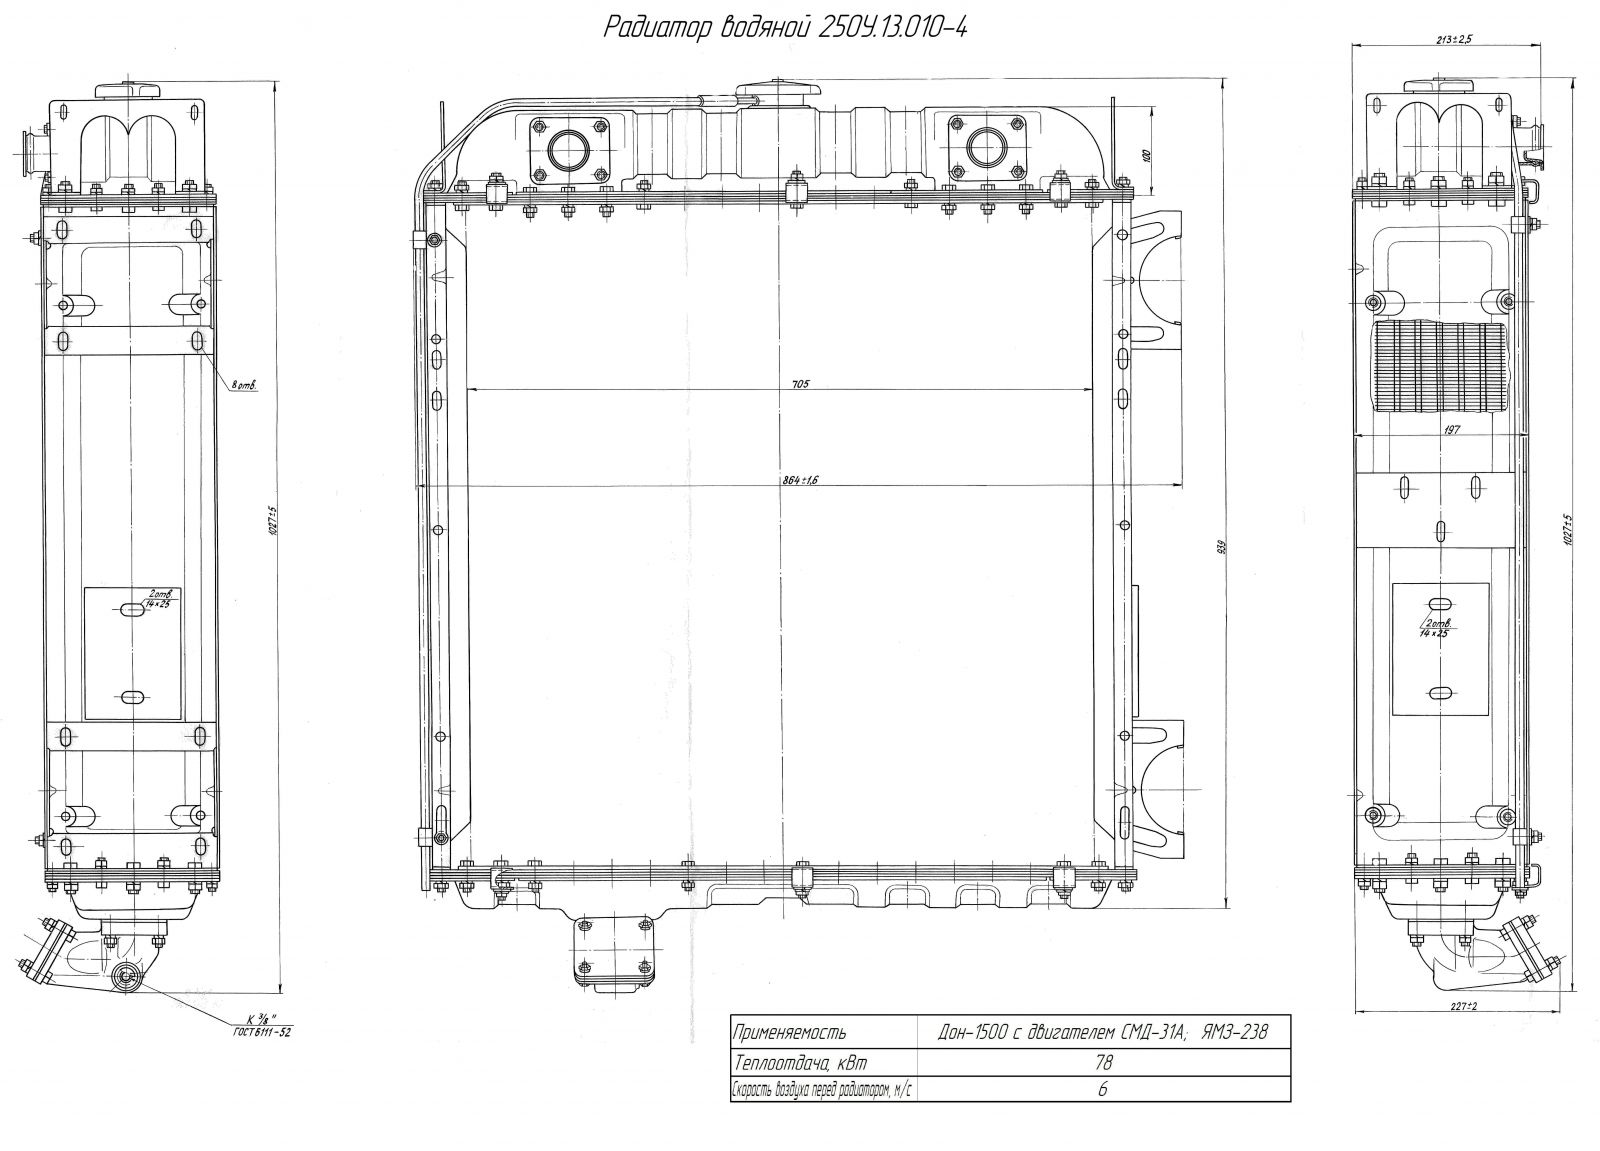 Радиатор водяной 250У.13.010-4
213±2,5
100
8 отв.
705
197
864±1,6
1027±5
939
1027±5
2 отв.
14×25
2 отв.
14×25
227±2
К 3/8"
ГОСТ 6111-52
Применяемость Дон-1500 с двигателем СМД-31А; ЯМЗ-238
Теплоотдача, кВт 78
Скорость воздуха перед радиатором, м/с 6